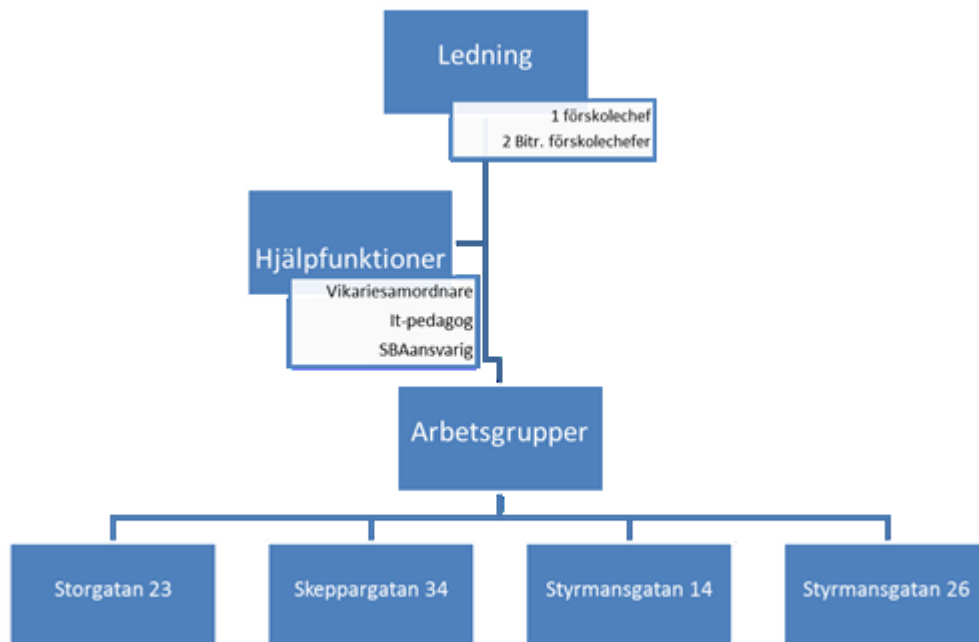 Ledning
1 förskolechef
2 Bitr. förskolechefer
Hjälpfunktioner
Vikariesamordnare
It-pedagog
SBAansvarig
Arbetsgrupper
Storgatan 23
Skeppargatan 34
Styrmansgatan 14
Styrmansgatan 26